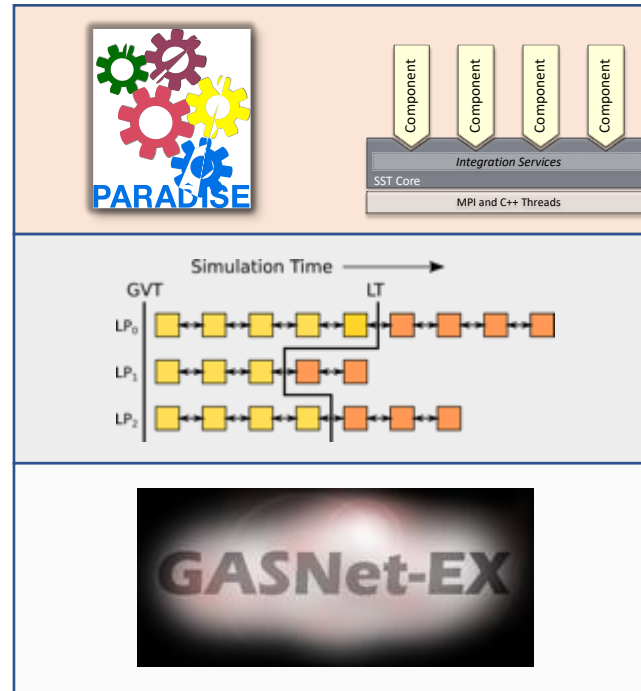 PARADISE
Component
Component
Component
Component
Integration Services
SST Core
MPI and C++ Threads
Simulation Time
GVT
LT
LP0
LP1
LP2
GASNet-EX